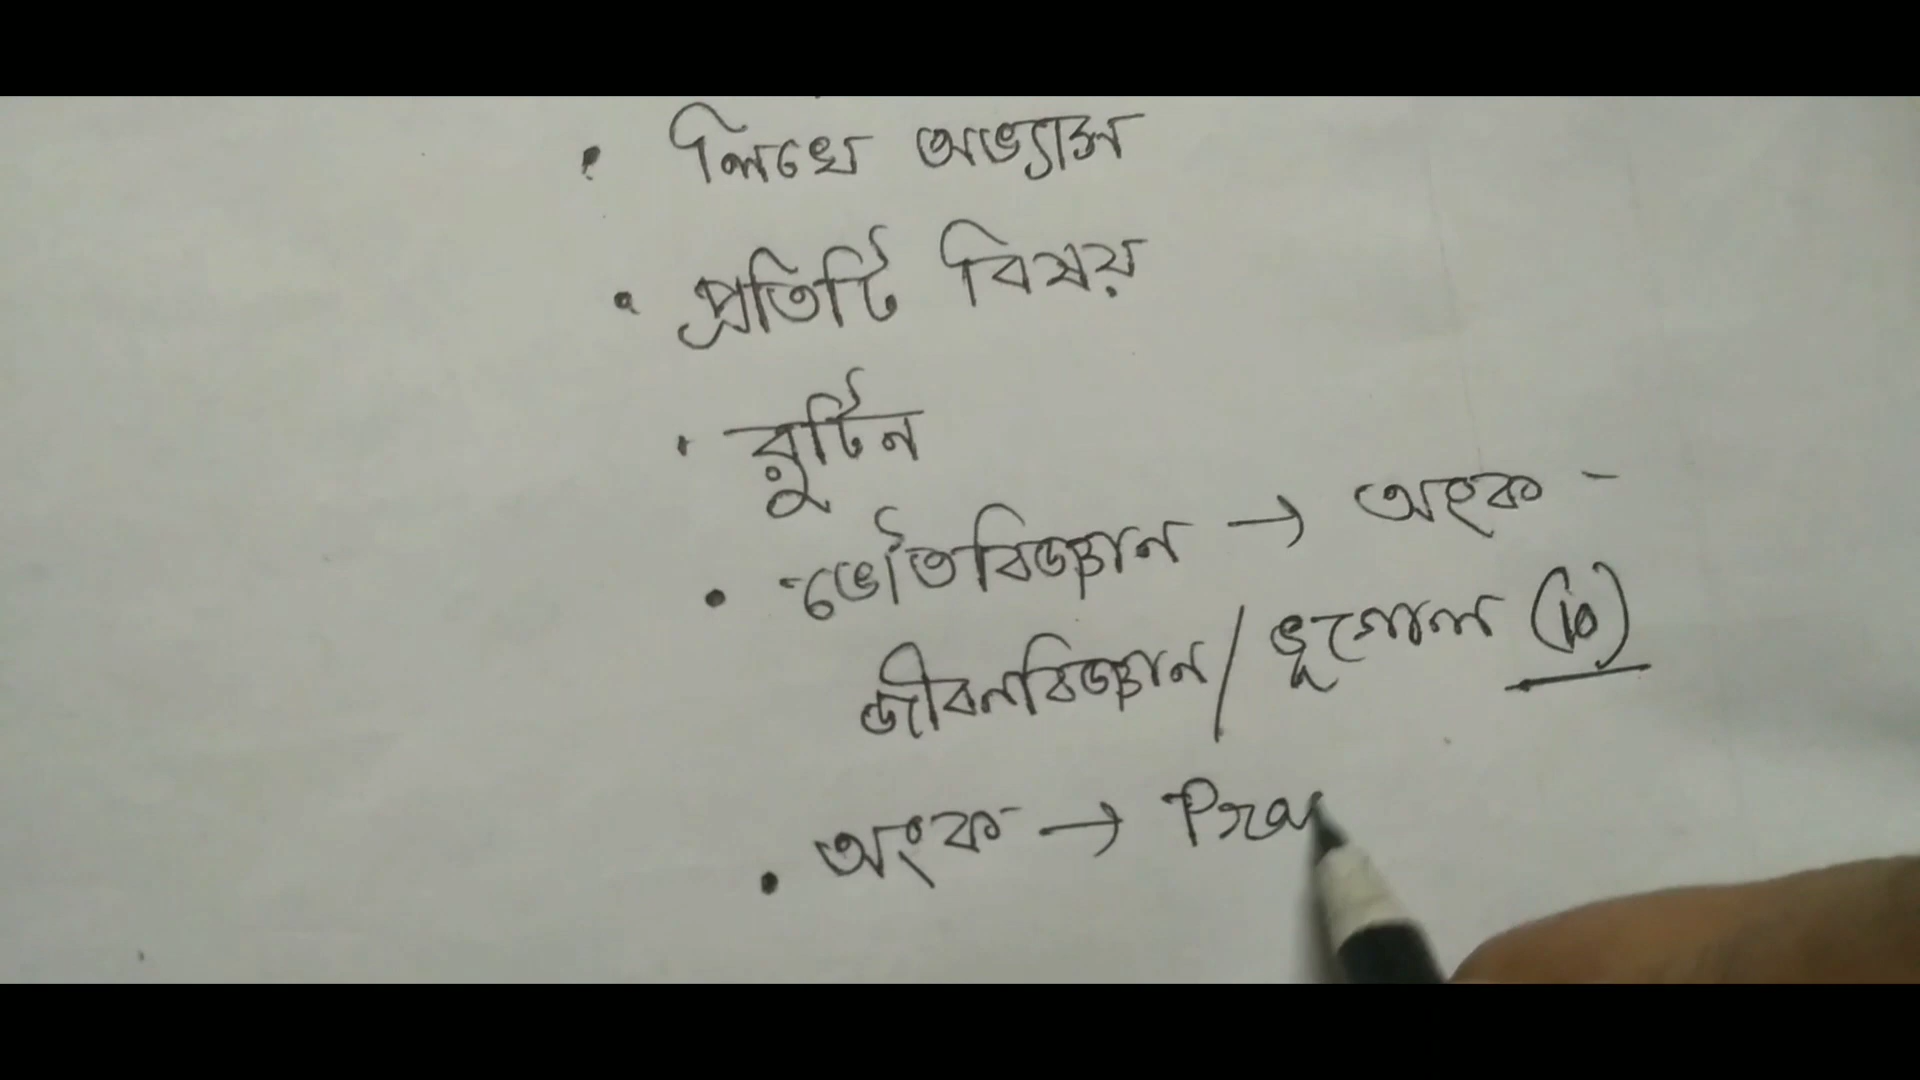 • লিখে অভ্যাস
• প্রতিটি বিষয়
• রুটিন
• ভৌতবিজ্ঞান → অংক -
জীবনবিজ্ঞান / ভূগোল (10)
• অংক → Pra